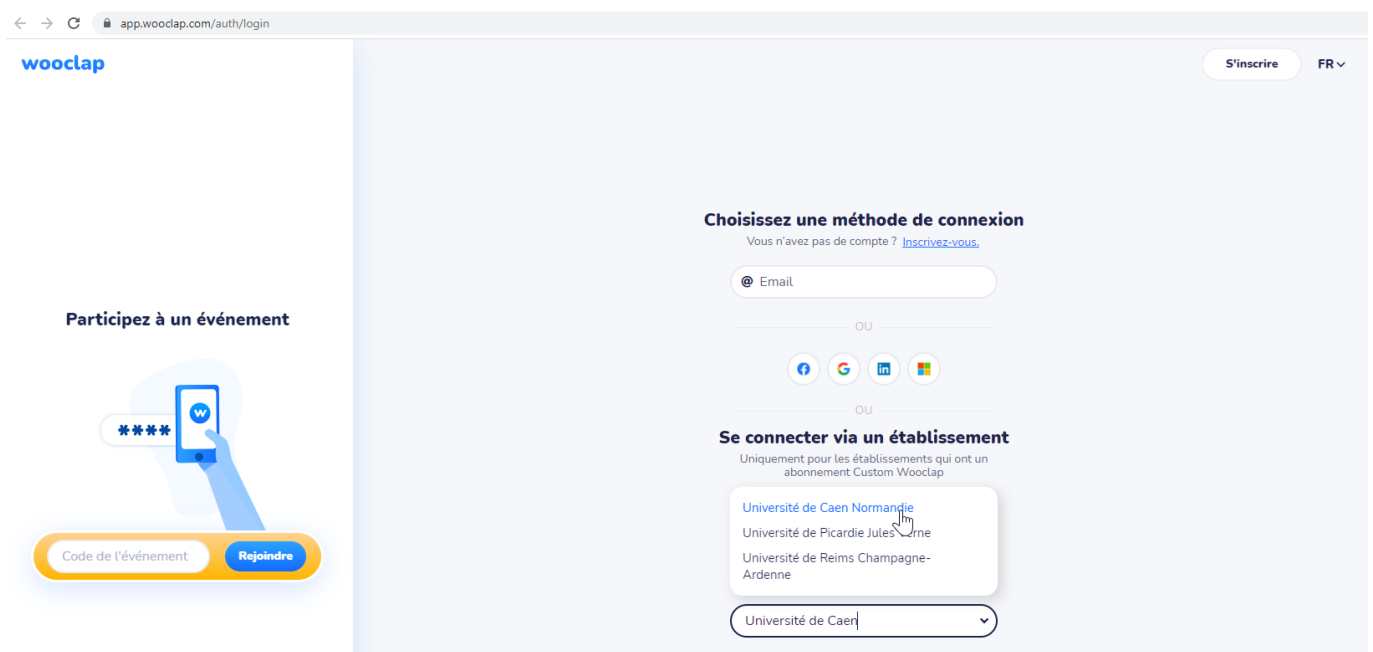 app.wooclap.com/auth/login
wooclap
S'inscrire
FR
Choisissez une méthode de connexion
Vous n'avez pas de compte ? Inscrivez-vous.
@ Email
OU
Participez à un événement
w
****
OU
Se connecter via un établissement
Uniquement pour les établissements qui ont un
abonnement Custom Wooclap
Université de Caen Normandie
Université de Picardie Jules Verne
Université de Reims Champagne-
Ardenne
Code de l'événement
Rejoindre
Université de Caen